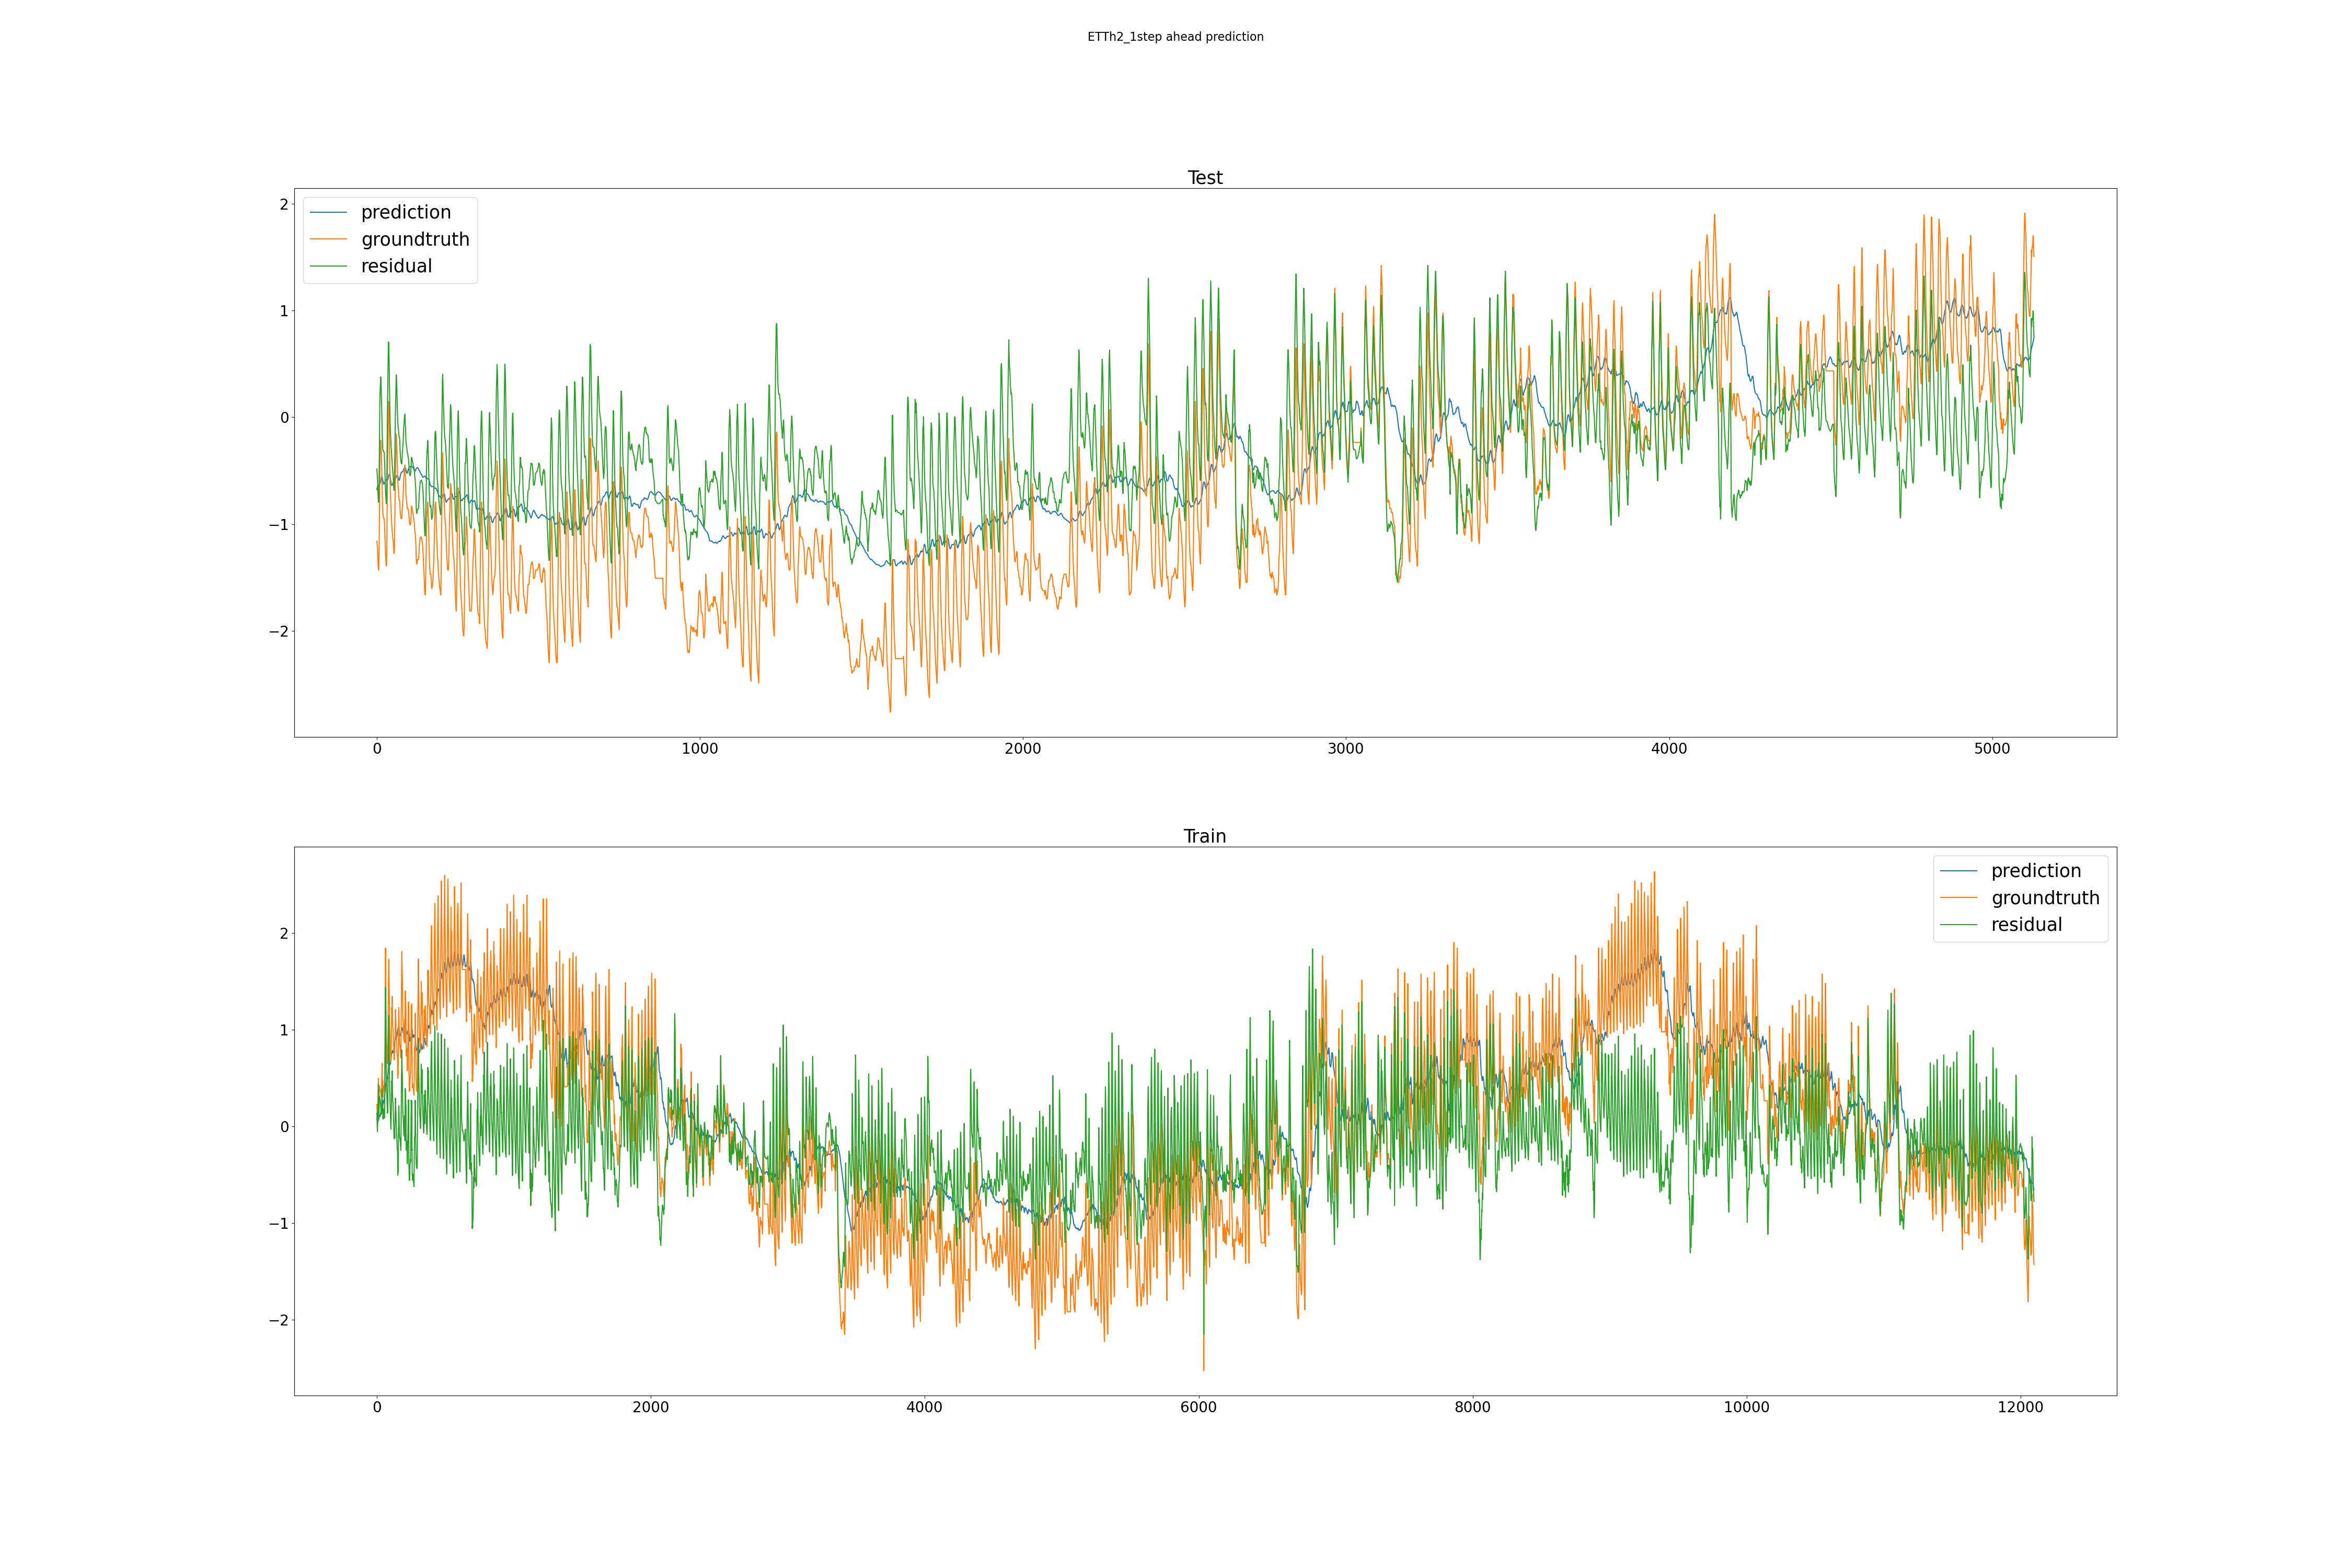 ETTh2_1step ahead prediction
Test
prediction
groundtruth
residual
2
1
0
−1
−2
0 1000 2000 3000 4000 5000
Train
prediction
groundtruth
residual
2
1
0
−1
−2
0 2000 4000 6000 8000 10000 12000